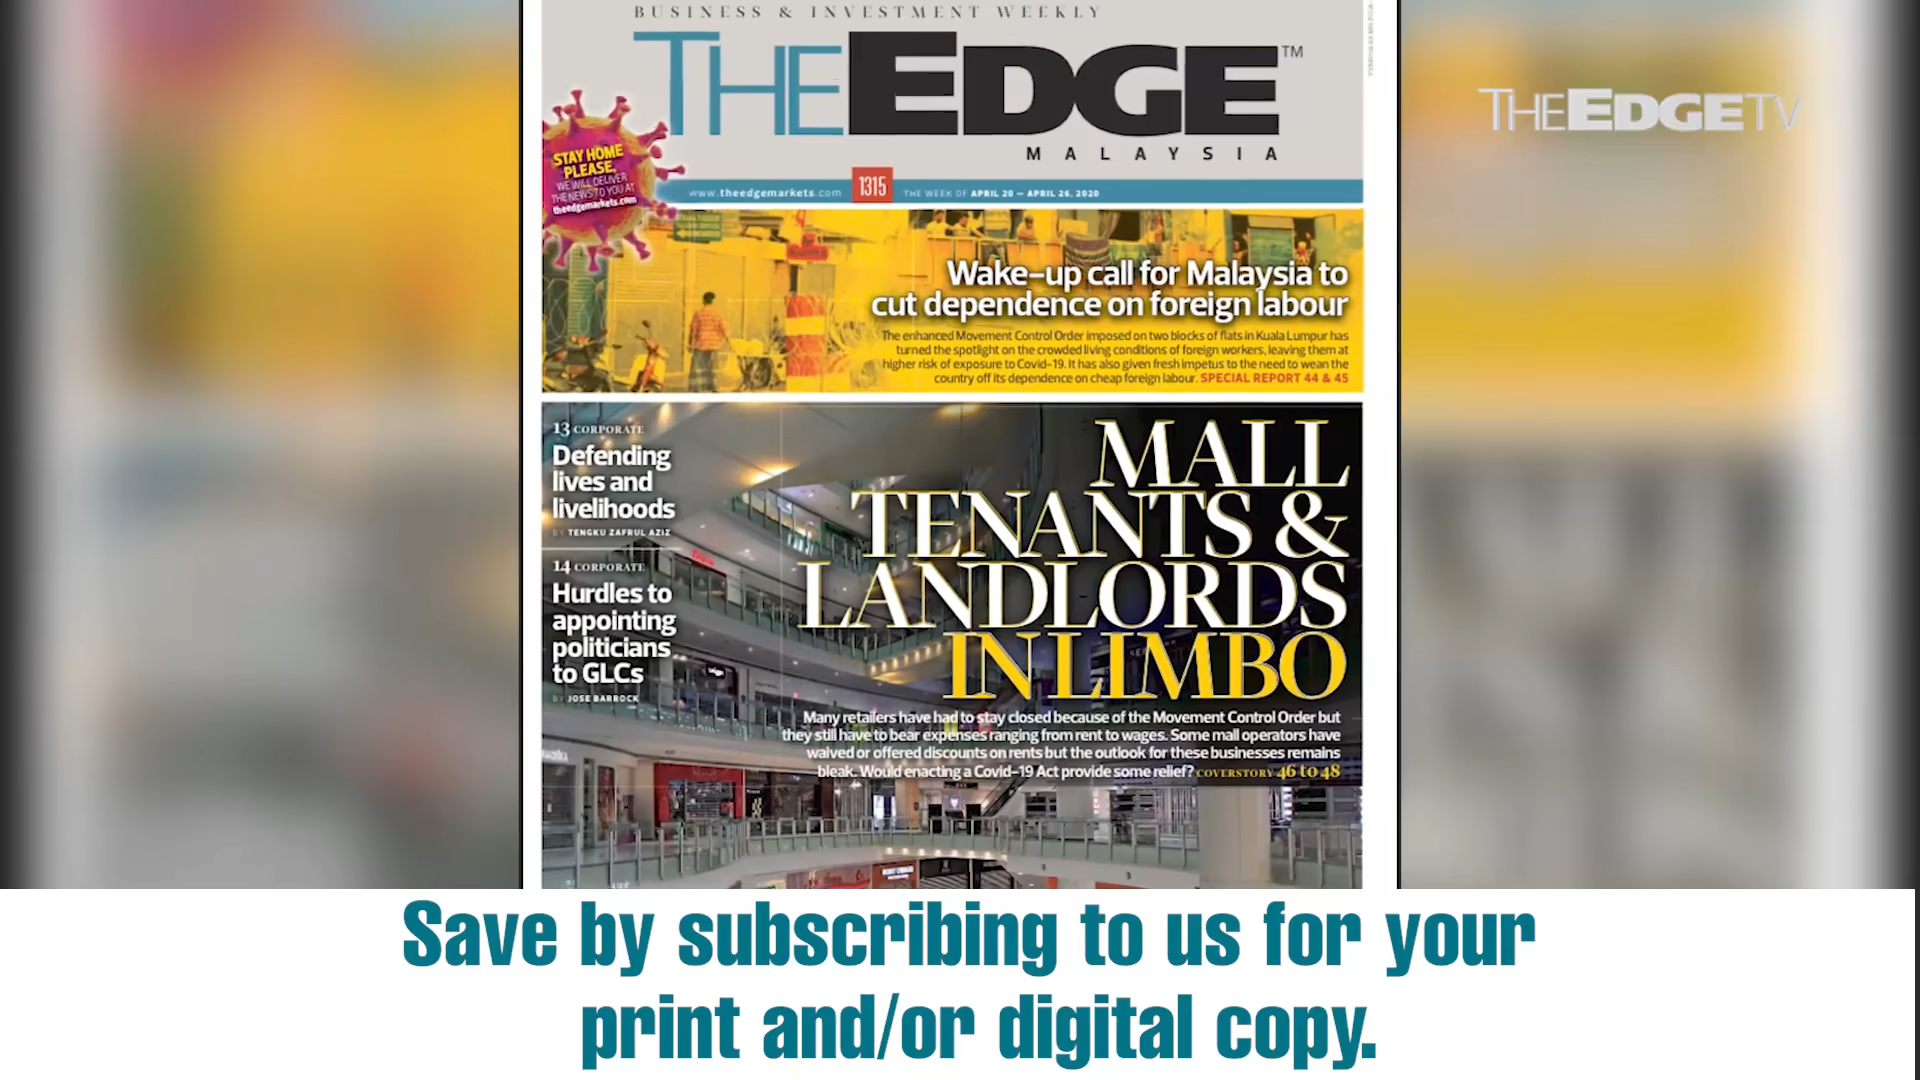 BUSINESS & INVESTMENT WEEKLY
THEEDGE™
MALAYSIA
THEEDGETV
STAY HOME
PLEASE,
WE WILL DELIVER
THE NEWS TO YOU AT
theedgemarkets.com
www.theedgemarkets.com
1315
THE WEEK OF APRIL 20 — APRIL 26, 2020
Wake-up call for Malaysia to
cut dependence on foreign labour
The enhanced Movement Control Order imposed on two blocks of flats in Kuala Lumpur has
turned the spotlight on the crowded living conditions of foreign workers, leaving them at
higher risk of exposure to Covid-19. It has also given fresh impetus to the need to wean the
country off its dependence on cheap foreign labour. SPECIAL REPORT 44 & 45
13 CORPORATE
Defending
lives and
livelihoods
BY TENGKU ZAFRUL AZIZ
14 CORPORATE
Hurdles to
appointing
politicians
to GLCs
BY JOSE BARROCK
MALL
TENANTS &
LANDLORDS
IN LIMBO
Many retailers have had to stay closed because of the Movement Control Order but
they still have to bear expenses ranging from rent to wages. Some mall operators have
waived or offered discounts on rents but the outlook for these businesses remains
bleak. Would enacting a Covid-19 Act provide some relief? COVERSTORY 46 to 48
Save by subscribing to us for your
print and/or digital copy.